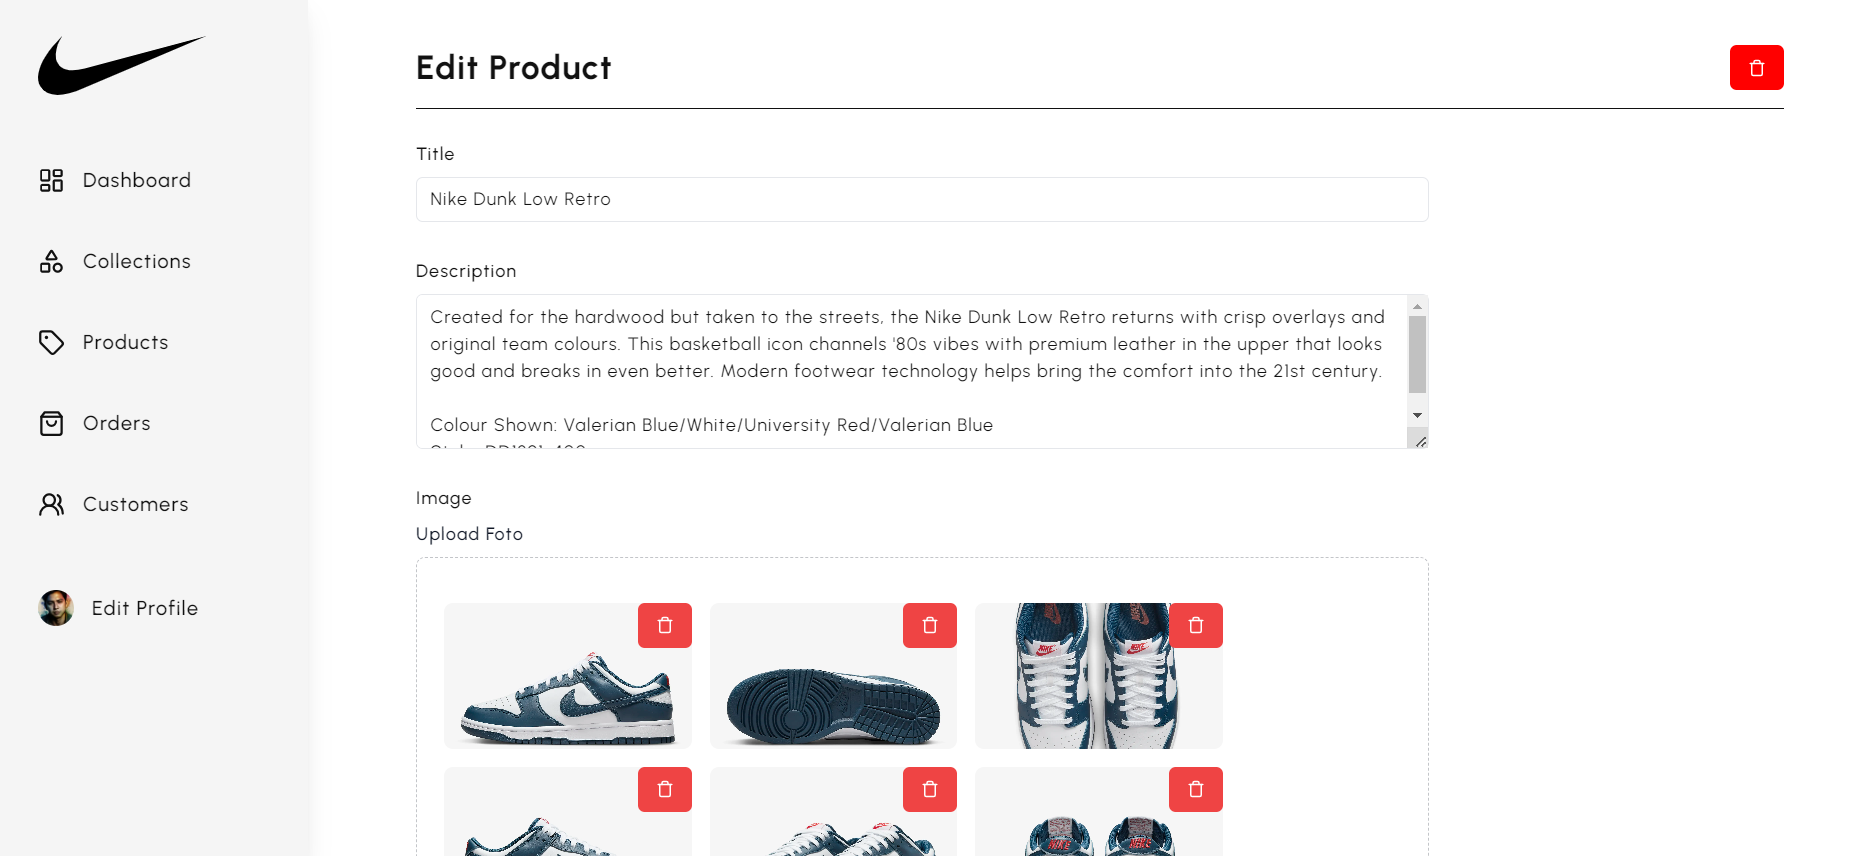 Edit Product
Dashboard
Collections
Products
Orders
Customers
Edit Profile
Title
Nike Dunk Low Retro
Description
Created for the hardwood but taken to the streets, the Nike Dunk Low Retro returns with crisp overlays and
original team colours. This basketball icon channels '80s vibes with premium leather in the upper that looks
good and breaks in even better. Modern footwear technology helps bring the comfort into the 21st century.
Colour Shown: Valerian Blue/White/University Red/Valerian Blue
Image
Upload Foto
NIKE
NIKE
NIKE
NIKE